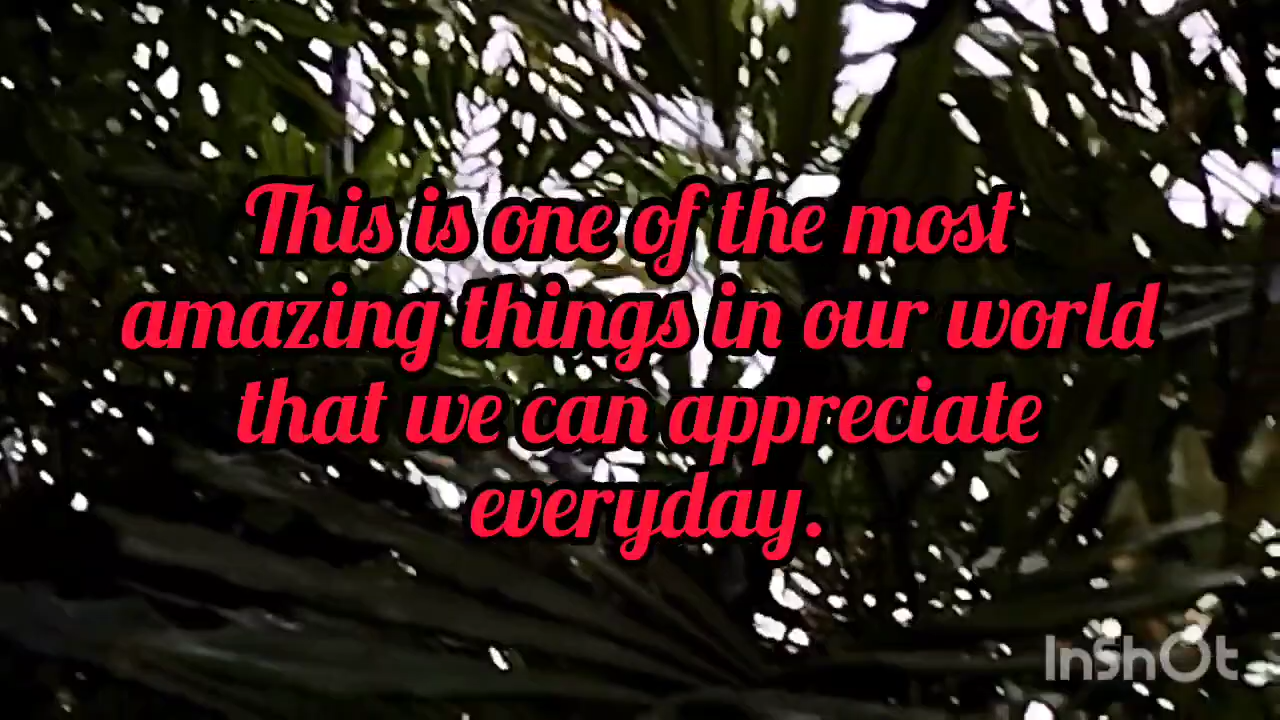 This is one of the most
amazing things in our world
that we can appreciate
everyday.
InShOt